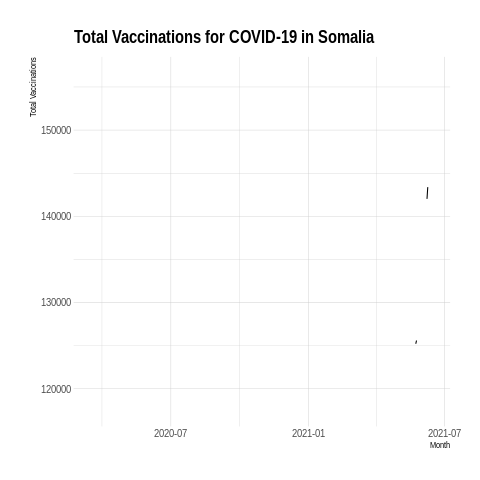 Total Vaccinations for COVID-19 in Somalia
Total Vaccinations
150000
140000
130000
120000
2020-07 2021-01 2021-07
Month